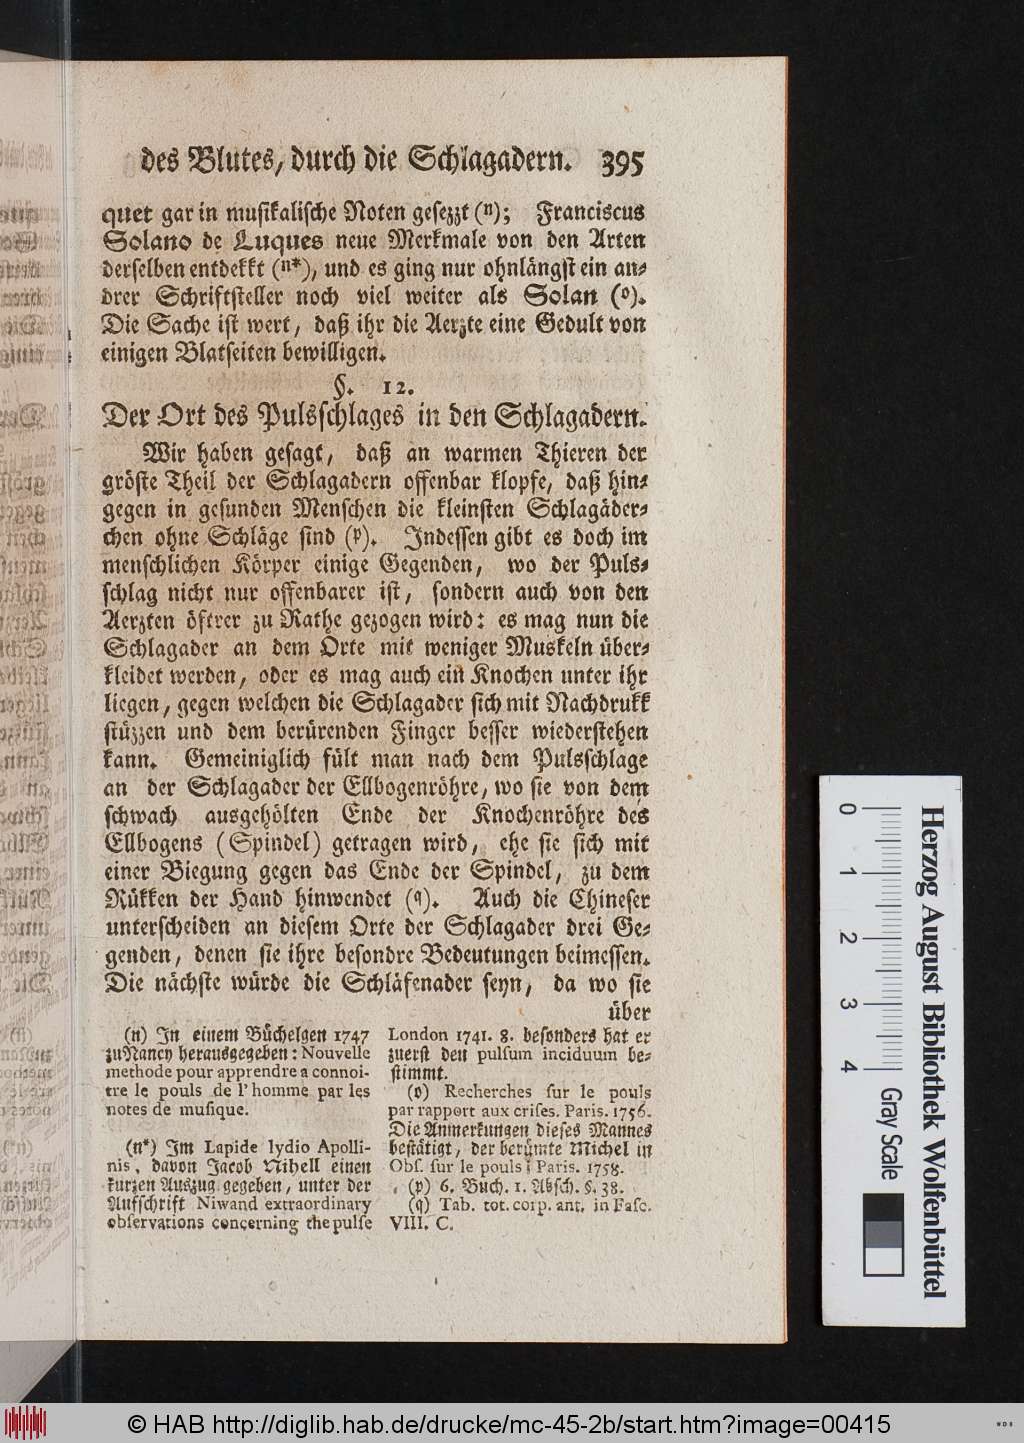 des Blutes, durch die Schlagadern. 395
quet gar in musikalische Noten gesezzt (n); Franciscus
Solano de Luques neue Merkmale von den Arten
derselben entdekkt (n*), und es ging nur ohnlängst ein an-
drer Schriftsteller noch viel weiter als Solan (o).
Die Sache ist wert, daß ihr die Aerzte eine Gedult von
einigen Blatseiten bewilligen.
§. 12.
Der Ort des Pulsschlages in den Schlagadern.
Wir haben gesagt, daß an warmen Thieren der
gröste Theil der Schlagadern offenbar klopfe, daß hin-
gegen in gesunden Menschen die kleinsten Schlagäder-
chen ohne Schläge sind (p). Indessen gibt es doch im
menschlichen Körper einige Gegenden, wo der Puls-
schlag nicht nur offenbarer ist, sondern auch von den
Aerzten öftrer zu Rathe gezogen wird: es mag nun die
Schlagader an dem Orte mit weniger Muskeln über-
kleidet werden, oder es mag auch ein Knochen unter ihr
liegen, gegen welchen die Schlagader sich mit Nachdrukk
stüzzen und dem berürenden Finger besser wiederstehen
kann. Gemeiniglich fült man nach dem Pulsschlage
an der Schlagader der Ellbogenröhre, wo sie von dem
schwach ausgehölten Ende der Knochenröhre des
Ellbogens (Spindel) getragen wird, ehe sie sich mit
einer Biegung gegen das Ende der Spindel, zu dem
Rükken der Hand hinwendet (q). Auch die Chineser
unterscheiden an diesem Orte der Schlagader drei Ge-
genden, denen sie ihre besondre Bedeutungen beimessen.
Die nächste würde die Schläfenader seyn, da wo sie
über
(n) In einem Büchelgen 1747
zu Nancy herausgegeben: Nouvelle
methode pour apprendre a connoi-
tre le pouls de l'homme par les
notes de musique.
(n*) Im Lapide lydio Apolli-
nis, davon Jacob Nihell einen
kurzen Auszug gegeben, unter der
Aufschrift Niwand extraordinary
observations concerning the pulse
London 1741. 8. besonders hat er
zuerst den pulsum inciduum be-
stimmt.
(o) Recherches sur le pouls
par rapport aux crises. Paris. 1756.
Die Anmerkungen dieses Mannes
bestätigt, der berümte Michel in
Obs. sur le pouls Paris. 1758.
(p) 6. Buch. 1. Absch. §. 38.
(q) Tab. tot. corp. ant. in Fasc.
VIII. C.
0 1 2 3 4
Gray Scale
Herzog August Bibliothek Wolfenbüttel
© HAB http://diglib.hab.de/drucke/mc-45-2b/start.htm?image=00415